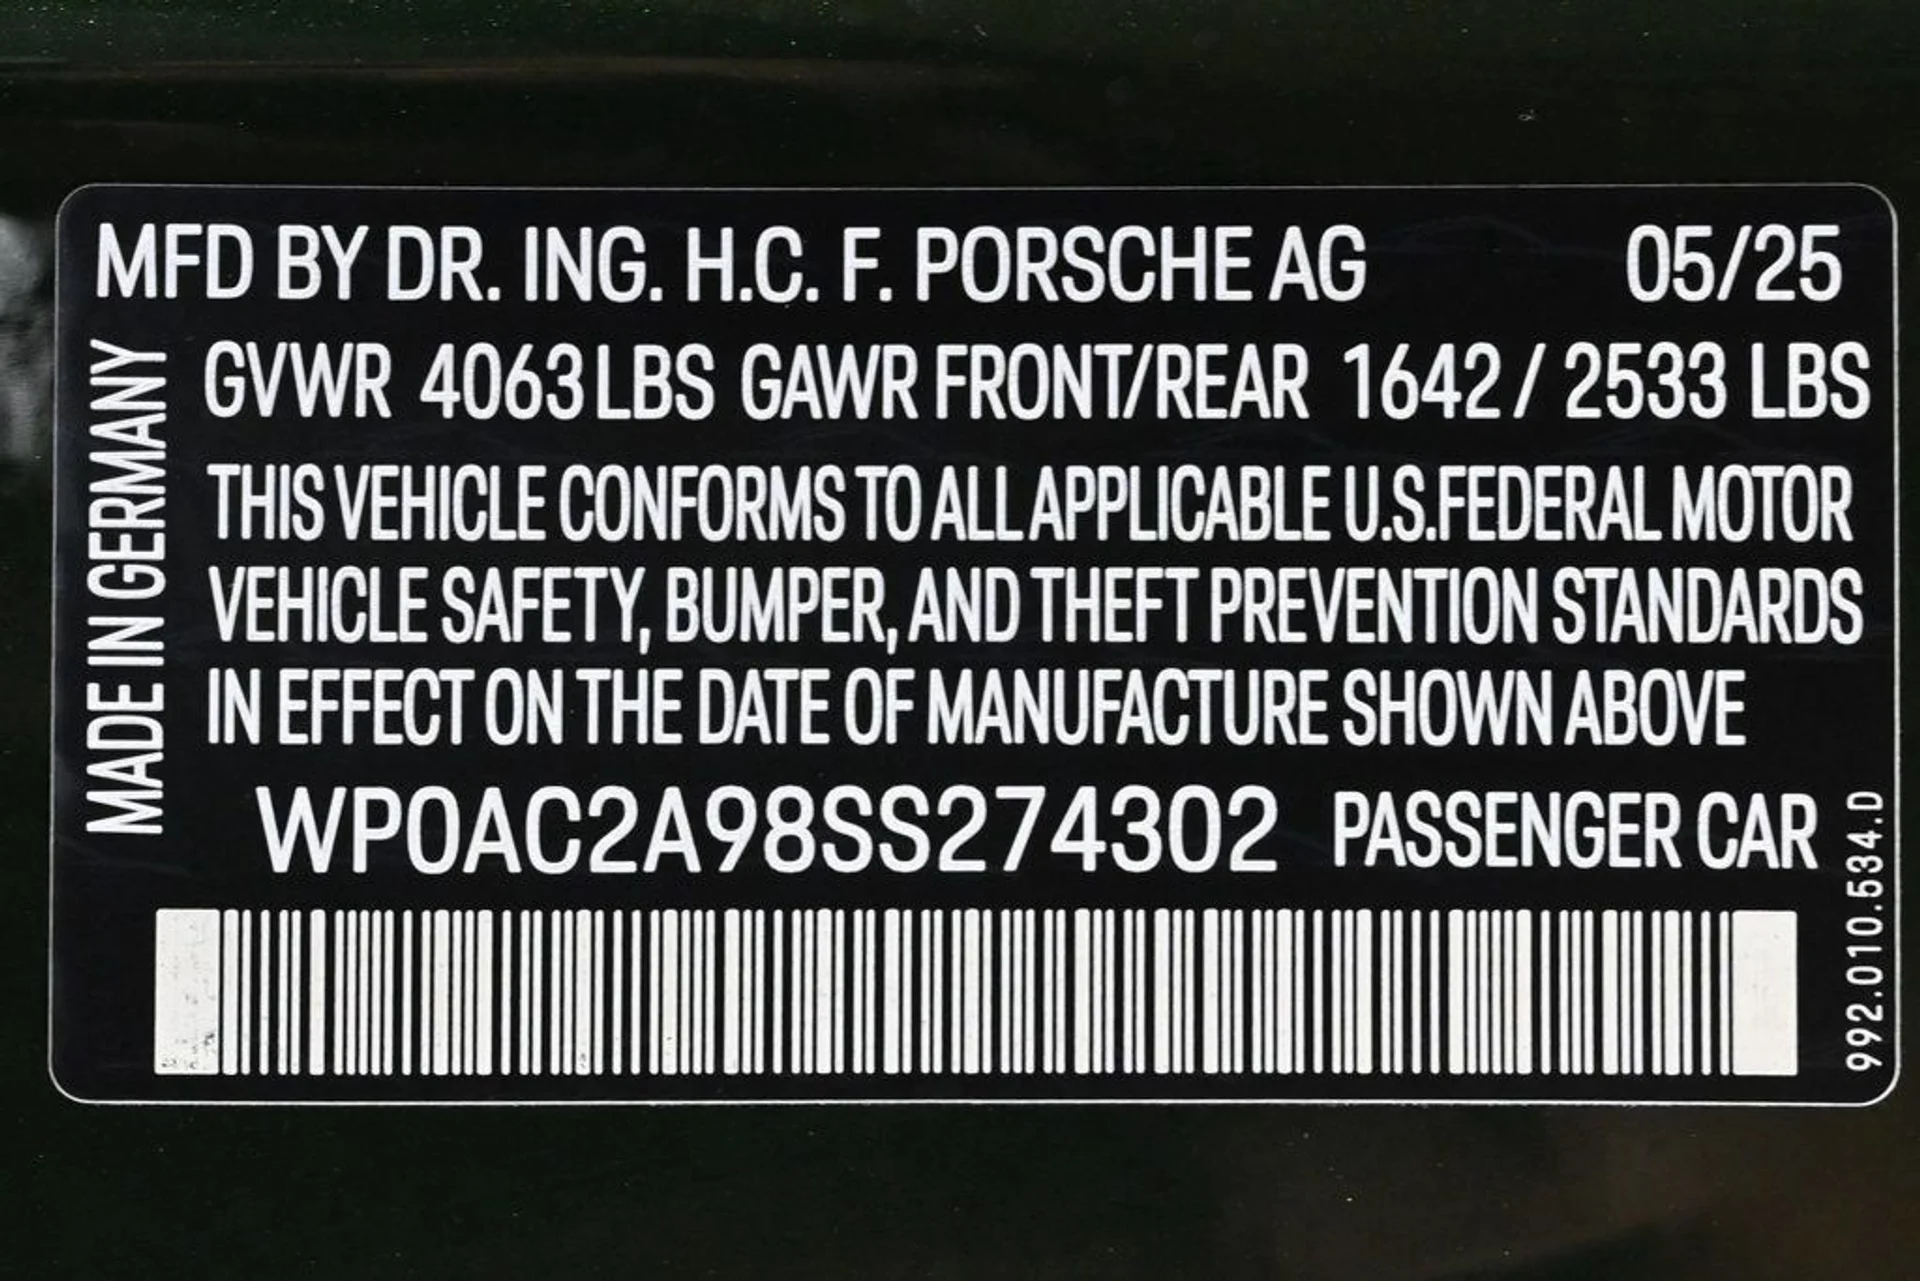 MFD BY DR. ING. H.C. F. PORSCHE AG 05/25
GVWR 4063 LBS GAWR FRONT/REAR 1642 / 2533 LBS
THIS VEHICLE CONFORMS TO ALL APPLICABLE U.S.FEDERAL MOTOR
VEHICLE SAFETY, BUMPER, AND THEFT PREVENTION STANDARDS
IN EFFECT ON THE DATE OF MANUFACTURE SHOWN ABOVE
WP0AC2A98SS274302 PASSENGER CAR
MADE IN GERMANY
992.010.534.D